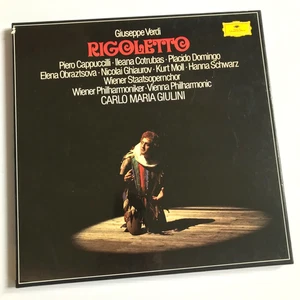 Giuseppe Verdi
RIGOLETTO
Piero Cappuccilli · Ileana Cotrubas · Placido Domingo
Elena Obraztsova · Nicolai Ghiaurov · Kurt Moll · Hanna Schwarz
Wiener Staatsopernchor
Wiener Philharmoniker · Vienna Philharmonic
CARLO MARIA GIULINI